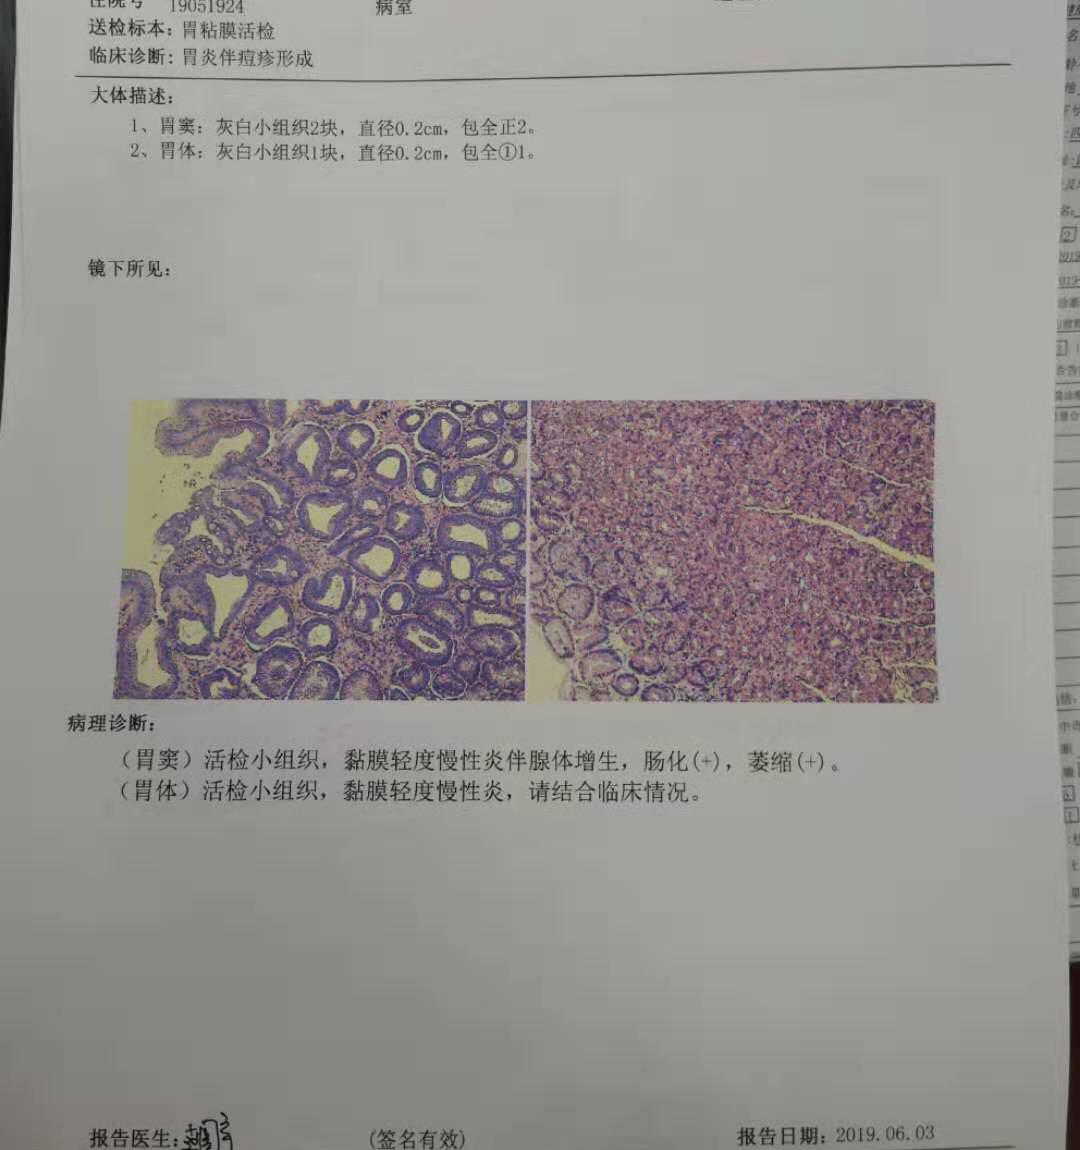 住院号 19051924 病室
送检标本：胃粘膜活检
临床诊断：胃炎伴痘疹形成
大体描述：
1、胃窦：灰白小组织2块，直径0.2cm，包全正2。
2、胃体：灰白小组织1块，直径0.2cm，包全①1。
镜下所见：
病理诊断：
（胃窦）活检小组织，黏膜轻度慢性炎伴腺体增生，肠化(+)，萎缩(+)。
（胃体）活检小组织，黏膜轻度慢性炎，请结合临床情况。
报告医生： (签名有效) 报告日期：2019.06.03